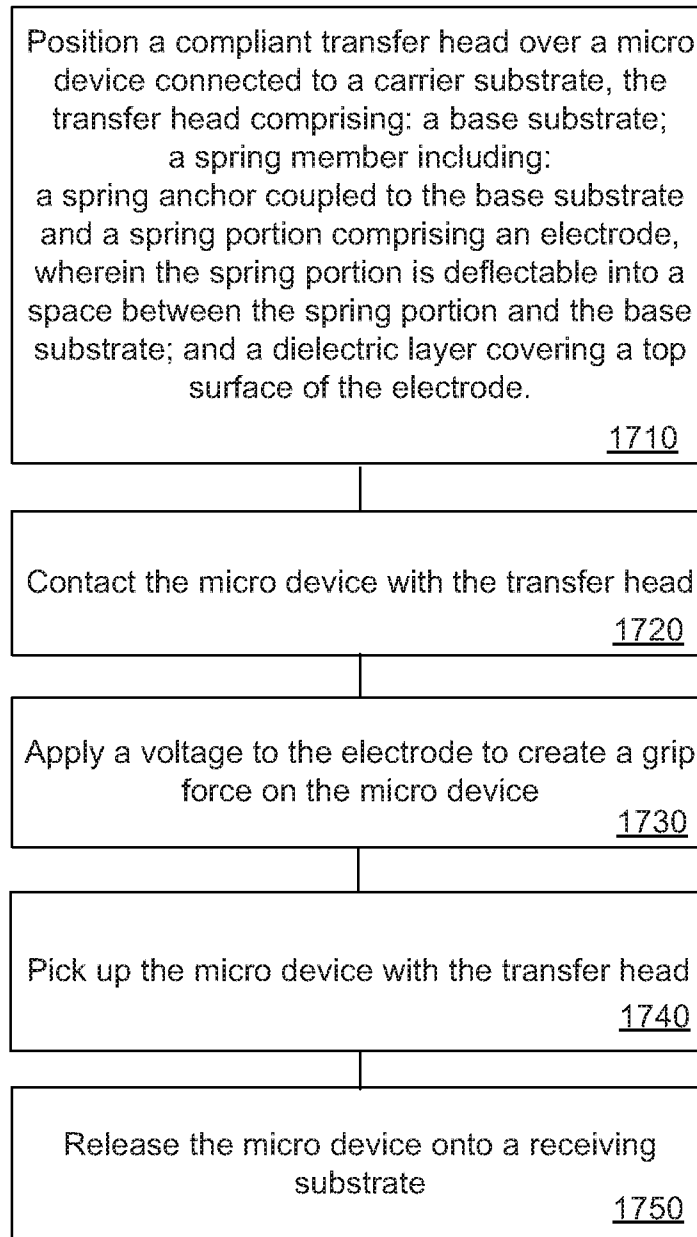 Position a compliant transfer head over a micro
device connected to a carrier substrate, the
transfer head comprising: a base substrate;
a spring member including:
a spring anchor coupled to the base substrate
and a spring portion comprising an electrode,
wherein the spring portion is deflectable into a
space between the spring portion and the base
substrate; and a dielectric layer covering a top
surface of the electrode.
1710
Contact the micro device with the transfer head
1720
Apply a voltage to the electrode to create a grip
force on the micro device
1730
Pick up the micro device with the transfer head
1740
Release the micro device onto a receiving
substrate
1750